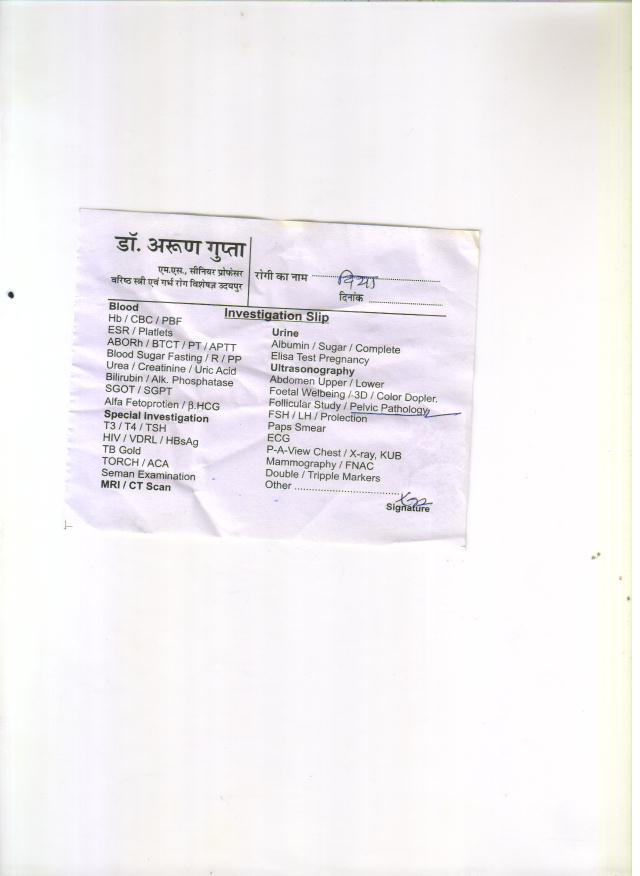 डॉ. अरूण गुप्ता
एम.एस., सीनियर प्रोफेसर
वरिष्ठ स्त्री एवं गर्भ रोग विशेषज्ञ उदयपुर
रोगी का नाम दिया
दिनांक
Investigation Slip
Blood
Hb / CBC / PBF
ESR / Platlets
ABORh / BTCT / PT / APTT
Blood Sugar Fasting / R / PP
Urea / Creatinine / Uric Acid
Bilirubin / Alk. Phosphatase
SGOT / SGPT
Alfa Fetoprotien / β.HCG
Special Investigation
T3 / T4 / TSH
HIV / VDRL / HBsAg
TB Gold
TORCH / ACA
Seman Examination
MRI / CT Scan
Urine
Albumin / Sugar / Complete
Elisa Test Pregnancy
Ultrasonography
Abdomen Upper / Lower
Foetal Welbeing / 3D / Color Dopler.
Follicular Study / Pelvic Pathology
FSH / LH / Prolection
Paps Smear
ECG
P-A-View Chest / X-ray, KUB
Mammography / FNAC
Double / Tripple Markers
Other
Signature